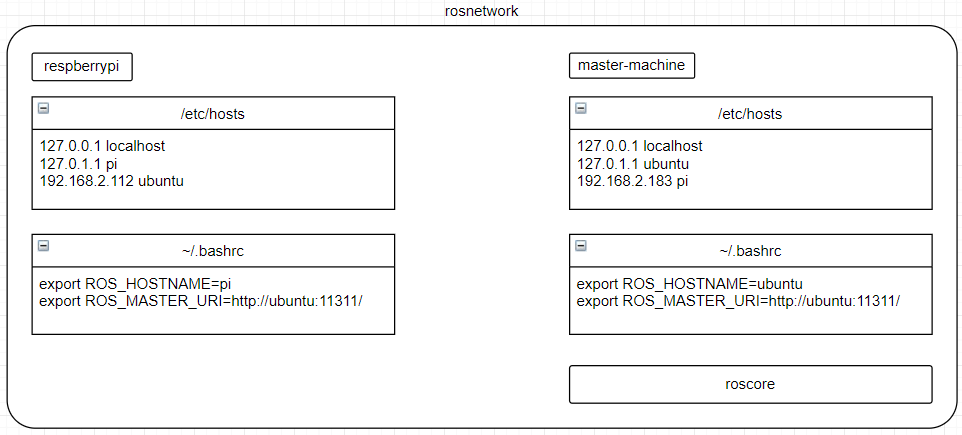 rosnetwork
respberrypi
/etc/hosts
127.0.0.1 localhost
127.0.1.1 pi
192.168.2.112 ubuntu
~/.bashrc
export ROS_HOSTNAME=pi
export ROS_MASTER_URI=http://ubuntu:11311/
master-machine
/etc/hosts
127.0.0.1 localhost
127.0.1.1 ubuntu
192.168.2.183 pi
~/.bashrc
export ROS_HOSTNAME=ubuntu
export ROS_MASTER_URI=http://ubuntu:11311/
roscore